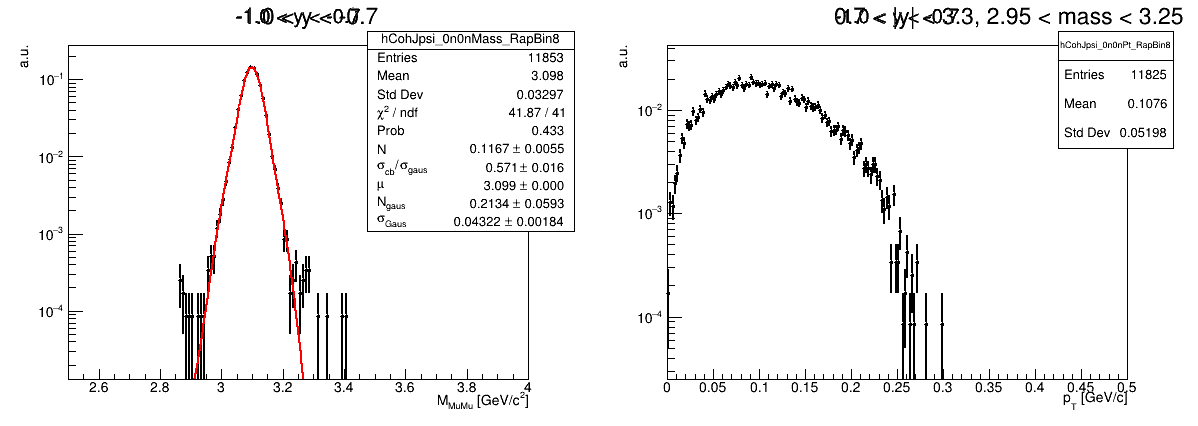 a.u.
hCohJpsi_0n0nMass_RapBin8
Entries 11853
Mean 3.098
Std Dev 0.03297
χ² / ndf 41.87 / 41
Prob 0.433
N 0.1167 ± 0.0055
σcb/σgaus 0.571 ± 0.016
μ 3.099 ± 0.000
Ngaus 0.2134 ± 0.0593
σGaus 0.04322 ± 0.00184
10⁻¹
10⁻²
10⁻³
10⁻⁴
2.6 2.8 3 3.2 3.4 3.6 3.8 4
MMuMu [GeV/c²]
2.95 < mass < 3.25
a.u.
hCohJpsi_0n0nPt_RapBin8
Entries 11825
Mean 0.1076
Std Dev 0.05198
10⁻²
10⁻³
10⁻⁴
0 0.05 0.1 0.15 0.2 0.25 0.3 0.35 0.4 0.45 0.5
pT [GeV/c]